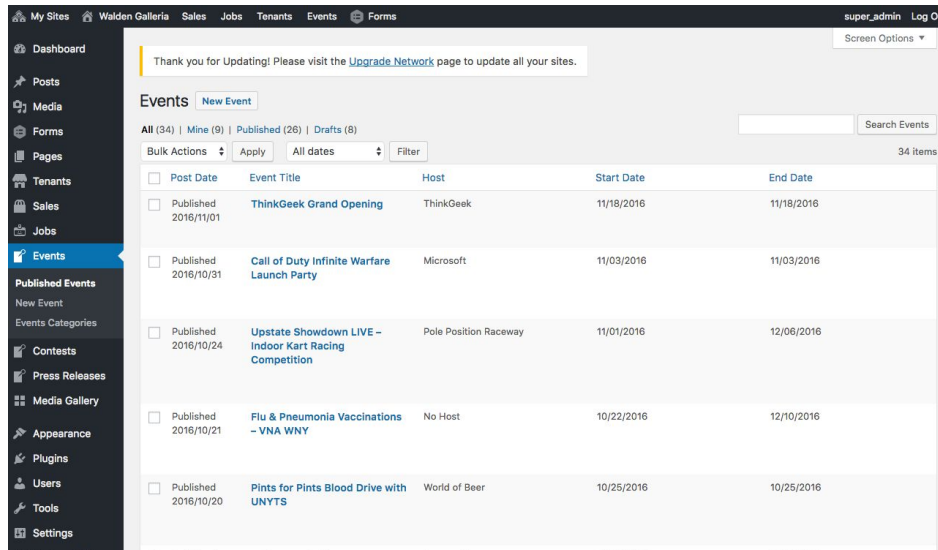 My Sites Walden Galleria Sales Jobs Tenants Events Forms super_admin Log O
Screen Options ▼
Dashboard
Posts
Media
Forms
Pages
Tenants
Sales
Jobs
Events
Published Events
New Event
Events Categories
Contests
Press Releases
Media Gallery
Appearance
Plugins
Users
Tools
Settings
Thank you for Updating! Please visit the Upgrade Network page to update all your sites.
Events New Event
All (34) | Mine (9) | Published (26) | Drafts (8)
Search Events
Bulk Actions Apply All dates Filter
34 items
Post Date Event Title Host Start Date End Date
Published ThinkGeek Grand Opening ThinkGeek 11/18/2016 11/18/2016
2016/11/01
Published Call of Duty Infinite Warfare Microsoft 11/03/2016 11/03/2016
2016/10/31 Launch Party
Published Upstate Showdown LIVE – Pole Position Raceway 11/01/2016 12/06/2016
2016/10/24 Indoor Kart Racing
Competition
Published Flu & Pneumonia Vaccinations No Host 10/22/2016 12/10/2016
2016/10/21 – VNA WNY
Published Pints for Pints Blood Drive with World of Beer 10/25/2016 10/25/2016
2016/10/20 UNYTS